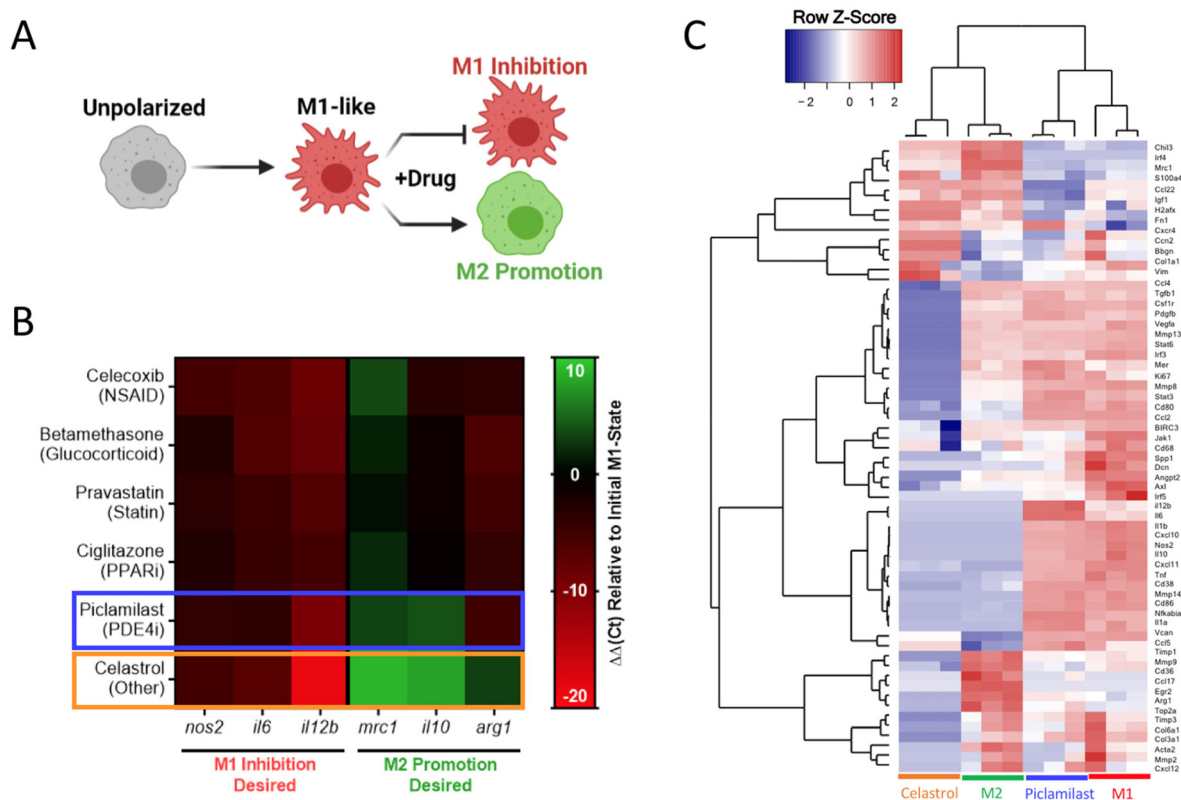 A
Unpolarized
M1-like
+Drug
M1 Inhibition
M2 Promotion
B
Celecoxib
(NSAID)
Betamethasone
(Glucocorticoid)
Pravastatin
(Statin)
Ciglitazone
(PPARi)
Piclamilast
(PDE4i)
Celastrol
(Other)
nos2 il6 il12b mrc1 il10 arg1
M1 Inhibition
Desired
M2 Promotion
Desired
10
0
-10
-20
ΔΔ(Ct) Relative to Initial M1-State
C
Row Z-Score
−2 0 1 2
Chil3
Irf4
Mrc1
S100a4
Ccl22
Igf1
H2afx
Fn1
Cxcr4
Ccn2
Bbgn
Col1a1
Vim
Ccl4
Tgfb1
Csf1r
Pdgfb
Vegfa
Mmp13
Stat6
Irf3
Mer
Ki67
Mmp8
Stat3
Cd80
Ccl2
BIRC3
Jak1
Cd68
Spp1
Dcn
Angpt2
Axl
Irf5
il12b
Il6
Il1b
Cxcl10
Nos2
Il10
Cxcl11
Tnf
Cd38
Mmp14
Cd86
Nfkabia
Il1a
Vcan
Ccl5
Timp1
Mmp9
Cd36
Ccl17
Egr2
Arg1
Top2a
Timp3
Col6a1
Col3a1
Acta2
Mmp2
Cxcl12
Celastrol M2 Piclamilast M1